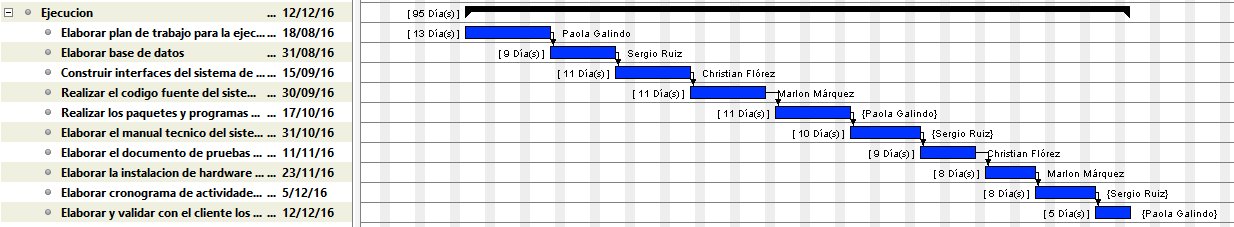 Ejecucion ... 12/12/16 [ 95 Día(s) ]
Elaborar plan de trabajo para la ejec... 18/08/16 [ 13 Día(s) ] Paola Galindo
Elaborar base de datos ... 31/08/16 [ 9 Día(s) ] Sergio Ruiz
Construir interfaces del sistema de ... 15/09/16 [ 11 Día(s) ] Christian Flórez
Realizar el codigo fuente del siste... 30/09/16 [ 11 Día(s) ] Marlon Márquez
Realizar los paquetes y programas ... 17/10/16 [ 11 Día(s) ] {Paola Galindo}
Elaborar el manual tecnico del siste... 31/10/16 [ 10 Día(s) ] {Sergio Ruiz}
Elaborar el documento de pruebas ... 11/11/16 [ 9 Día(s) ] Christian Flórez
Elaborar la instalacion de hardware ... 23/11/16 [ 8 Día(s) ] Marlon Márquez
Elaborar cronograma de actividade... 5/12/16 [ 8 Día(s) ] {Sergio Ruiz}
Elaborar y validar con el cliente los ... 12/12/16 [ 5 Día(s) ] {Paola Galindo}